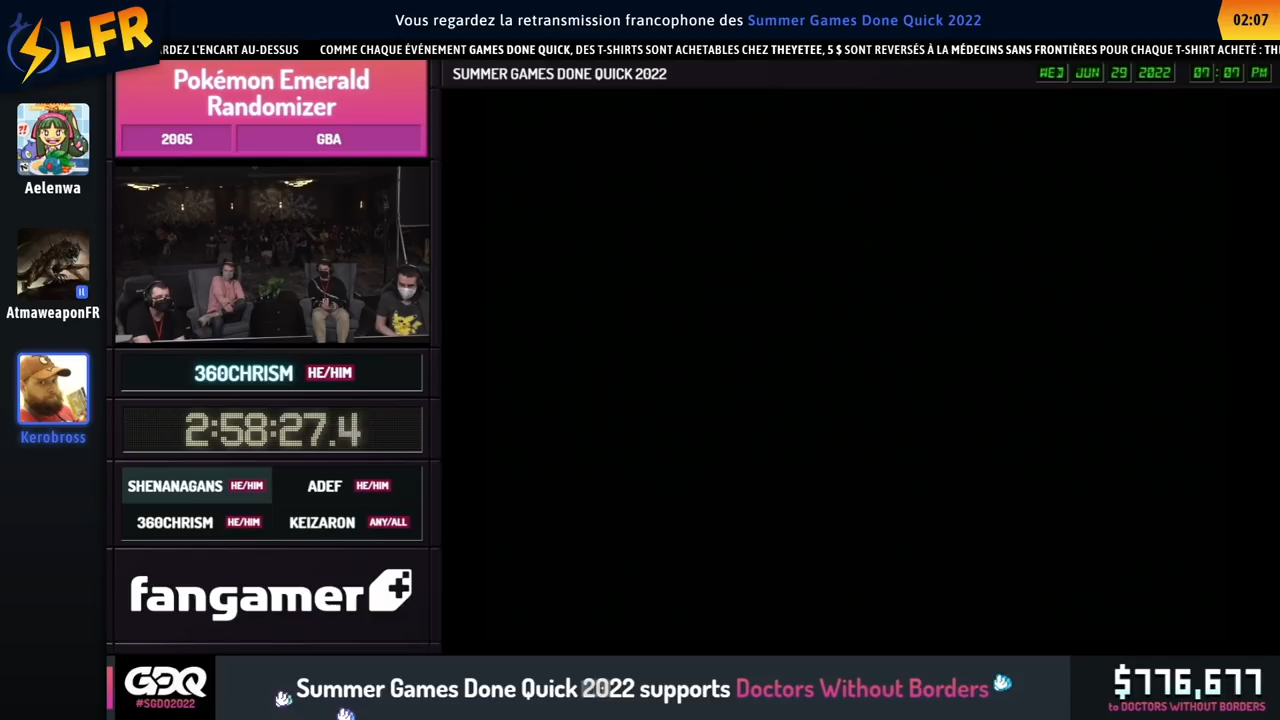 LFR
Vous regardez la retransmission francophone des Summer Games Done Quick 2022
02:07
RDEZ L'ENCART AU-DESSUS COMME CHAQUE ÉVÉNEMENT GAMES DONE QUICK, DES T-SHIRTS SONT ACHETABLES CHEZ THEYETEE, 5 $ SONT REVERSÉS À LA MÉDECINS SANS FRONTIÈRES POUR CHAQUE T-SHIRT ACHETÉ :
Pokémon Emerald
Randomizer
2005 GBA
SUMMER GAMES DONE QUICK 2022
WED JUN 29 2022 07:07 PM
Aelenwa
AtmaweaponFR
Kerobross
360CHRISM HE/HIM
2:58:27.4
SHENANAGANS HE/HIM ADEF HE/HIM
360CHRISM HE/HIM KEIZARON ANY/ALL
fangamer
GDQ
#SGDQ2022
Summer Games Done Quick 2022 supports Doctors Without Borders
$776,677
to DOCTORS WITHOUT BORDERS